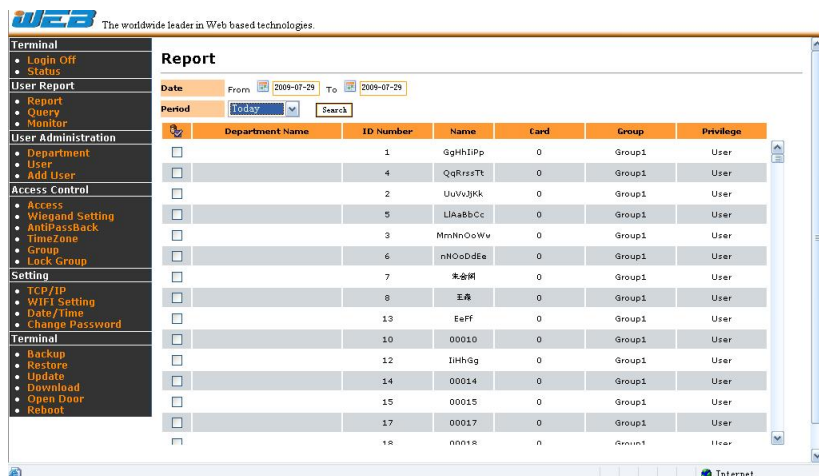 WEB The worldwide leader in Web based technologies.
Terminal
Login Off
Status
User Report
Report
Query
Monitor
User Administration
Department
User
Add User
Access Control
Access
Wiegand Setting
AntiPassBack
TimeZone
Group
Lock Group
Setting
TCP/IP
WIFI Setting
Date/Time
Change Password
Terminal
Backup
Restore
Update
Download
Open Door
Reboot
Report
Date From 2009-07-29 To 2009-07-29
Period Today Search
Department Name ID Number Name Card Group Privilege
1 GgHhIiPp 0 Group1 User
4 QqRrssTt 0 Group1 User
2 UuVvJjKk 0 Group1 User
5 LlAaBbCc 0 Group1 User
3 MmNnOoWw 0 Group1 User
6 nNOoDdEe 0 Group1 User
7 0 Group1 User
8 王森 0 Group1 User
13 EeFf 0 Group1 User
10 00010 0 Group1 User
12 IiHhGg 0 Group1 User
14 00014 0 Group1 User
15 00015 0 Group1 User
17 00017 0 Group1 User
18 00018 0 Group1 User
Internet